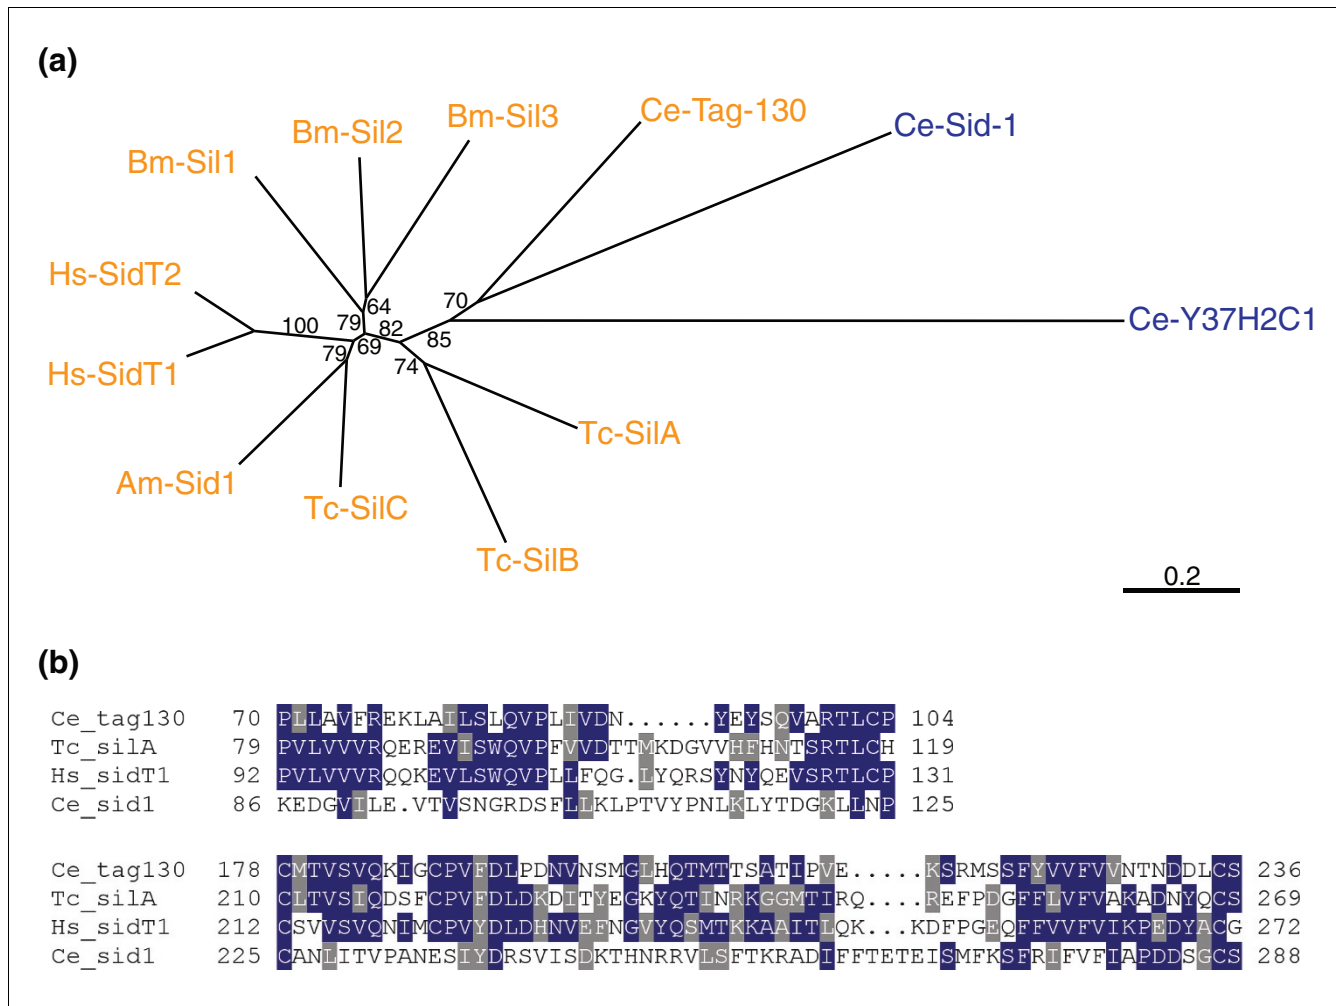 (a)
Bm-Sil1
Bm-Sil2
Bm-Sil3
Ce-Tag-130
Ce-Sid-1
Hs-SidT2
Hs-SidT1
Ce-Y37H2C1
100
79
64
82
69
79
70
85
74
Am-Sid1
Tc-SilC
Tc-SilB
Tc-SilA
0.2
(b)
Ce_tag130 70 PLLAVFREKLAILSLQVPLIVDN......YEYSQVARTLCP 104
Tc_silA 79 PVLVVVRQEREVISWQVPFVVDTTMKDGVVHFHNTSRTLCH 119
Hs_sidT1 92 PVLVVVRQQKEVLSWQVPLLFQG.LYQRSYNYQEVSRTLCP 131
Ce_sid1 86 KEDGVILE.VTVSNGRDSFLLKLPTVYPNLKLYTDGKLLNP 125
Ce_tag130 178 CMTVSVQKIGCPVFDLPDNVNSMGLHQTMTTSATIPVE.....KSRMSSFYVVFVVNTNDDLCS 236
Tc_silA 210 CLTVSIQDSFCPVFDLDKDITYEGKYQTINRKGGMTIRQ....REFPDGFFLVFVAKADNYQCS 269
Hs_sidT1 212 CSVVSVQNIMCPVYDLDHNVEFNGVYQSMTKKAAITLQK...KDFPGEQFFVVFVIKPEDYACG 272
Ce_sid1 225 CANLITVPANESIYDRSVISDKTHNRRVLSFTKRADIFFTETEISMFKSFRIFVFIAPDDSGCS 288